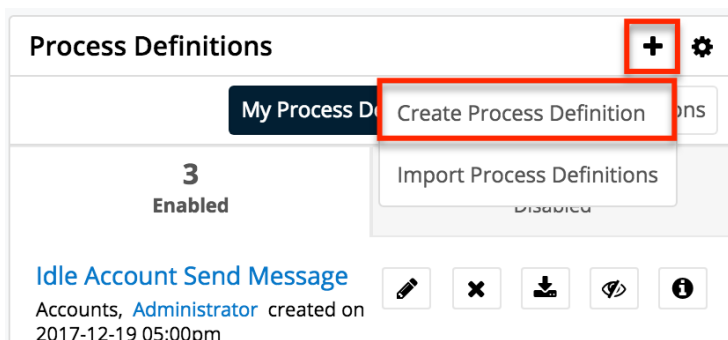 Process Definitions
My Process D
Create Process Definition
ons
3
Enabled
Import Process Definitions
Disabled
Idle Account Send Message
Accounts, Administrator created on
2017-12-19 05:00pm